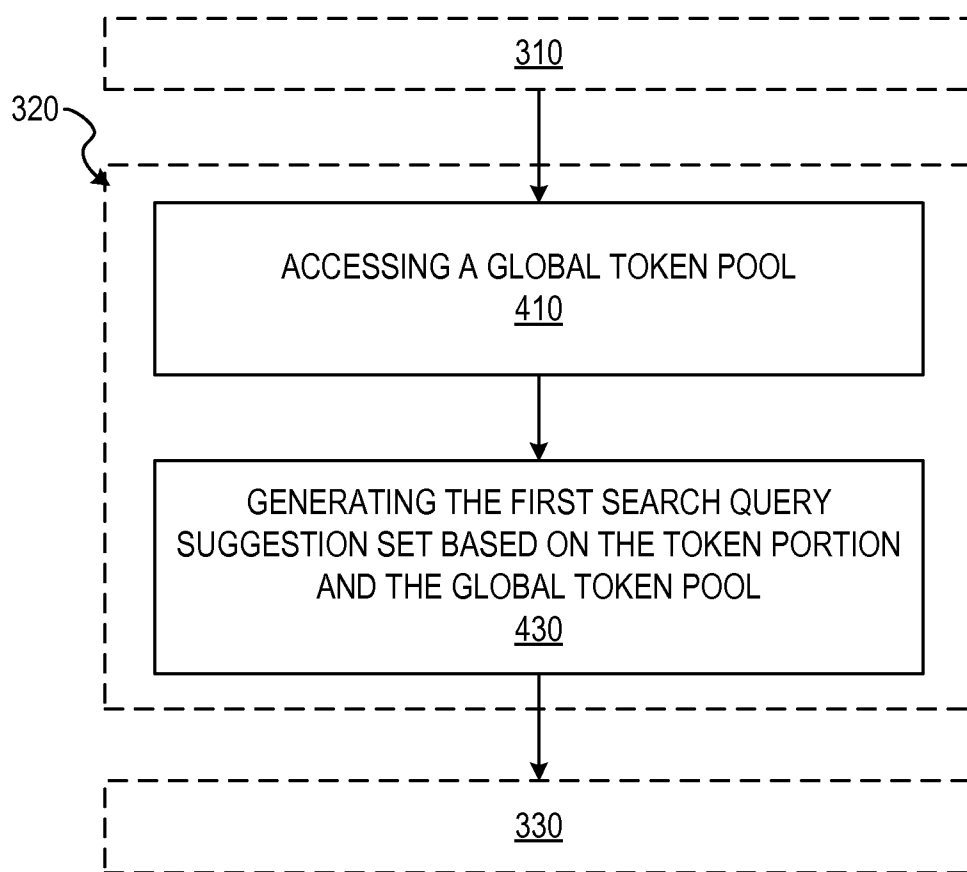 310
320
ACCESSING A GLOBAL TOKEN POOL
410
GENERATING THE FIRST SEARCH QUERY
SUGGESTION SET BASED ON THE TOKEN PORTION
AND THE GLOBAL TOKEN POOL
430
330